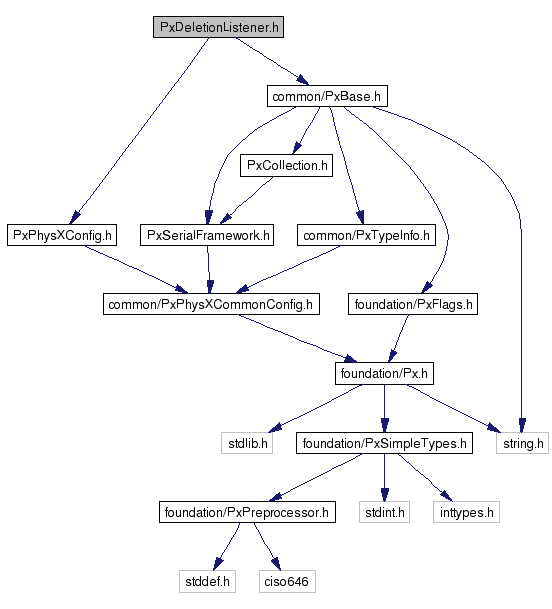 PxDeletionListener.h
common/PxBase.h
PxCollection.h
PxPhysXConfig.h
PxSerialFramework.h
common/PxTypeInfo.h
common/PxPhysXCommonConfig.h
foundation/PxFlags.h
foundation/Px.h
stdlib.h
foundation/PxSimpleTypes.h
string.h
foundation/PxPreprocessor.h
stdint.h
inttypes.h
stddef.h
ciso646